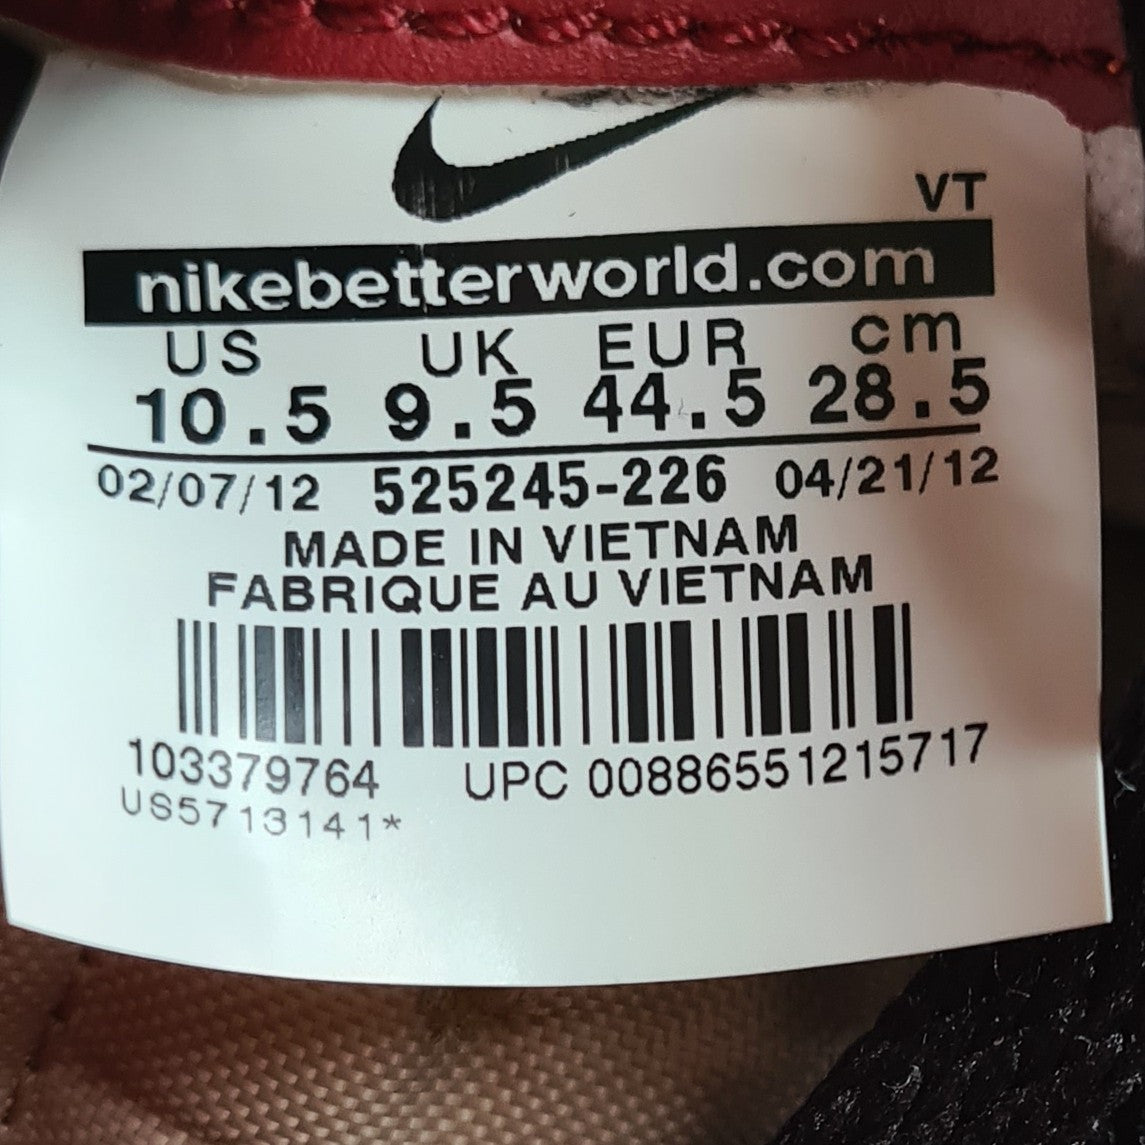 VT
nikebetterworld.com
US UK EUR cm
10.5 9.5 44.5 28.5
02/07/12 525245-226 04/21/12
MADE IN VIETNAM
FABRIQUE AU VIETNAM
103379764 UPC 00886551215717
US5713141*